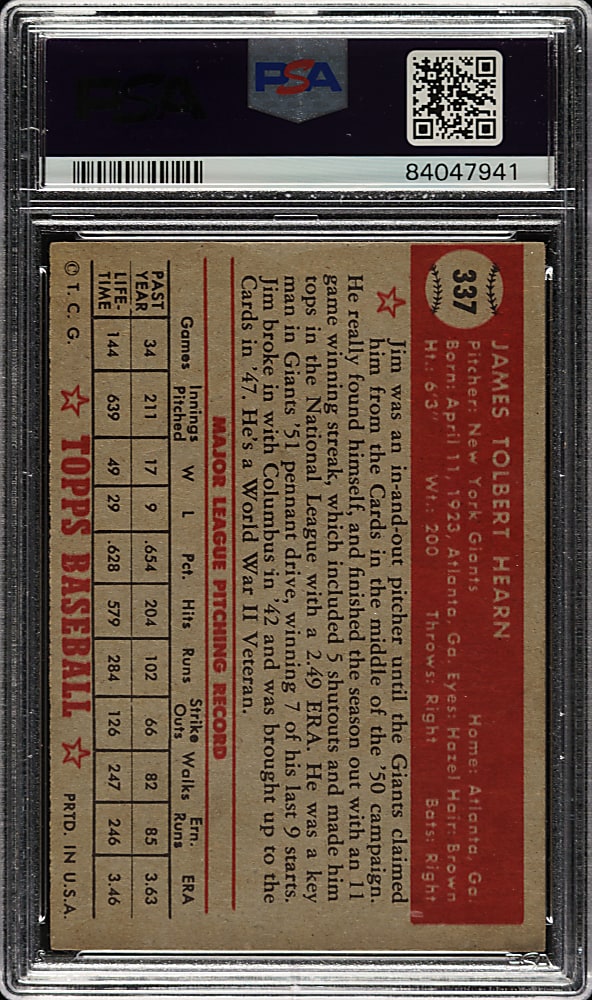 PSA
84047941
337
JAMES TOLBERT HEARN
Pitcher: New York Giants Home: Atlanta, Ga.
Born: April 11, 1923, Atlanta, Ga. Eyes: Hazel Hair: Brown
Ht.: 6'3" Wt.: 200 Throws: Right Bats: Right
Jim was an in-and-out pitcher until the Giants claimed
him from the Cards in the middle of the '50 campaign.
He really found himself, and finished the season out with an 11
game winning streak, which included 5 shutouts and made him
tops in the National League with a 2.49 ERA. He was a key
man in Giants '51 pennant drive, winning 7 of his last 9 starts.
Jim broke in with Columbus in '42 and was brought up to the
Cards in '47. He's a World War II Veteran.
MAJOR LEAGUE PITCHING RECORD
Games Innings Pitched W L Pct. Hits Runs Strike Outs Walks Ern. Runs ERA
PAST YEAR 34 211 17 9 .654 204 102 66 82 85 3.63
LIFE-TIME 144 639 49 29 .628 579 284 126 247 246 3.46
© T. C. G. TOPPS BASEBALL PRTD. IN U.S.A.
PSA